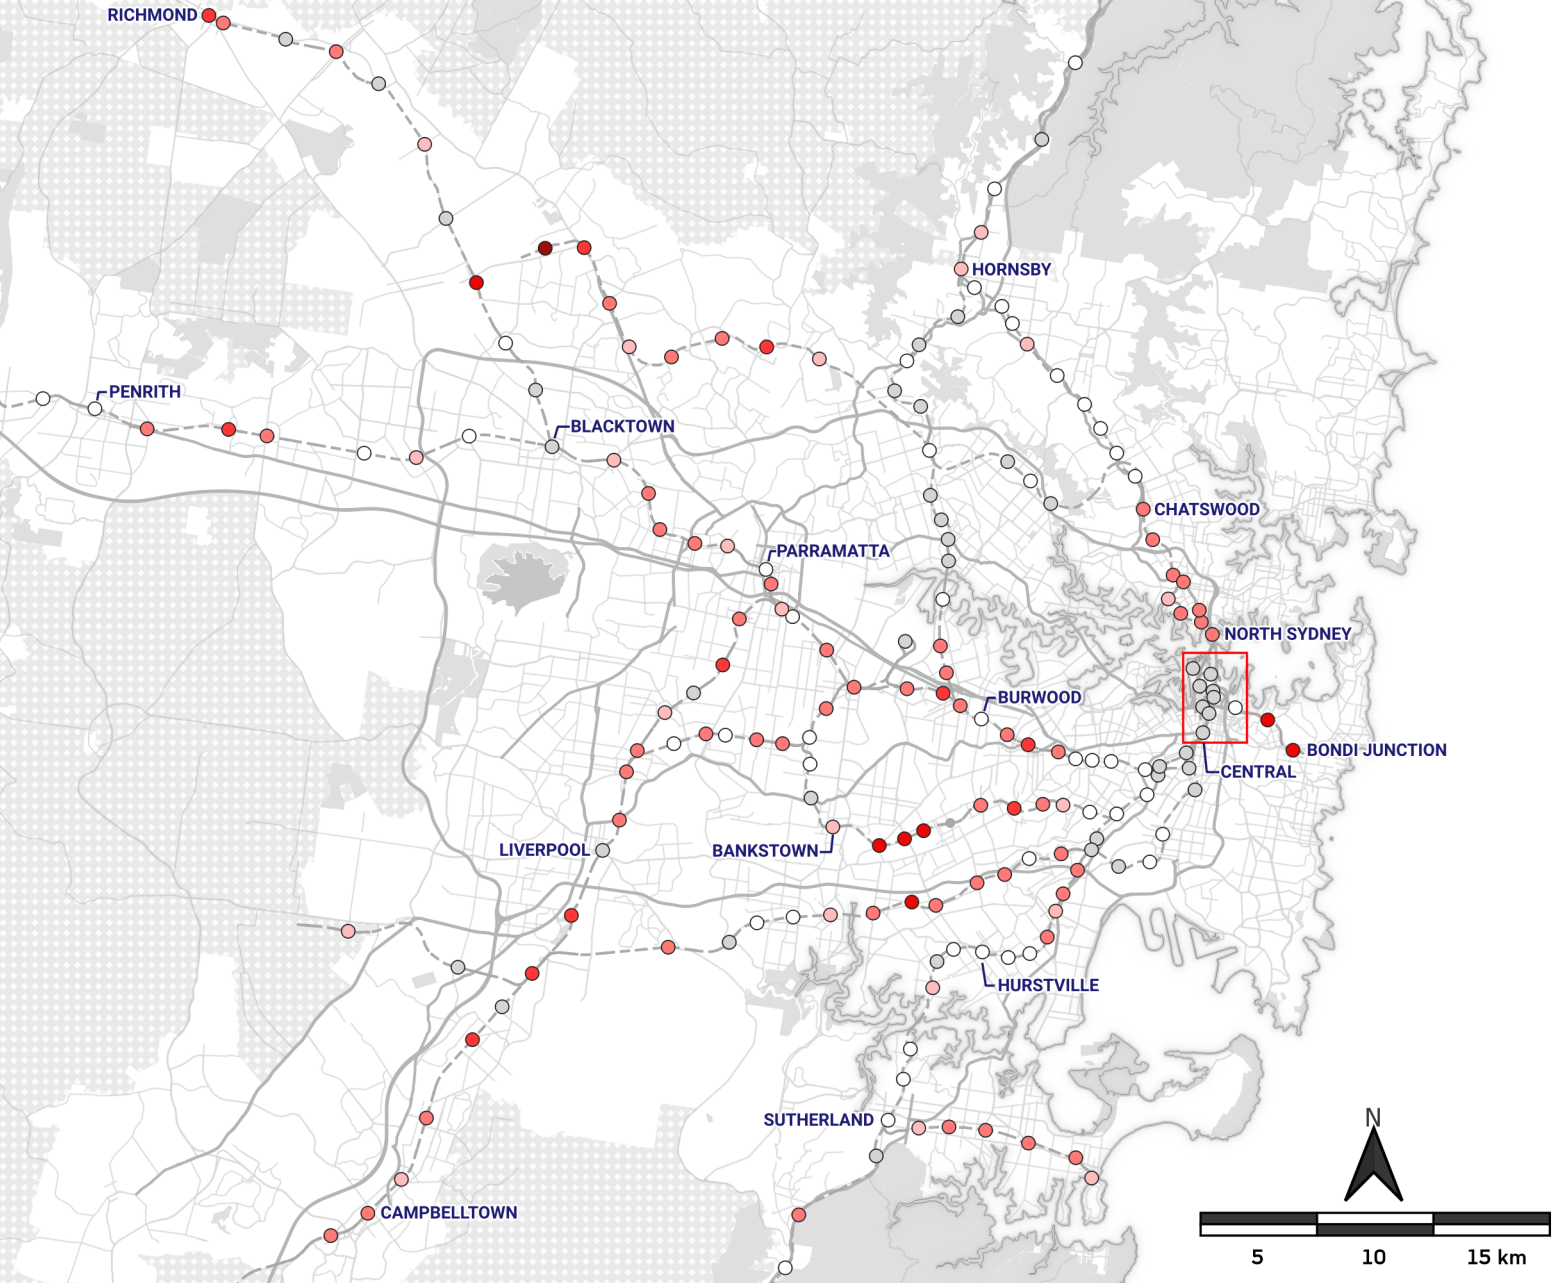 RICHMOND
HORNSBY
PENRITH
BLACKTOWN
CHATSWOOD
PARRAMATTA
NORTH SYDNEY
BURWOOD
BONDI JUNCTION
CENTRAL
LIVERPOOL
BANKSTOWN
HURSTVILLE
SUTHERLAND
N
CAMPBELLTOWN
5 10 15 km